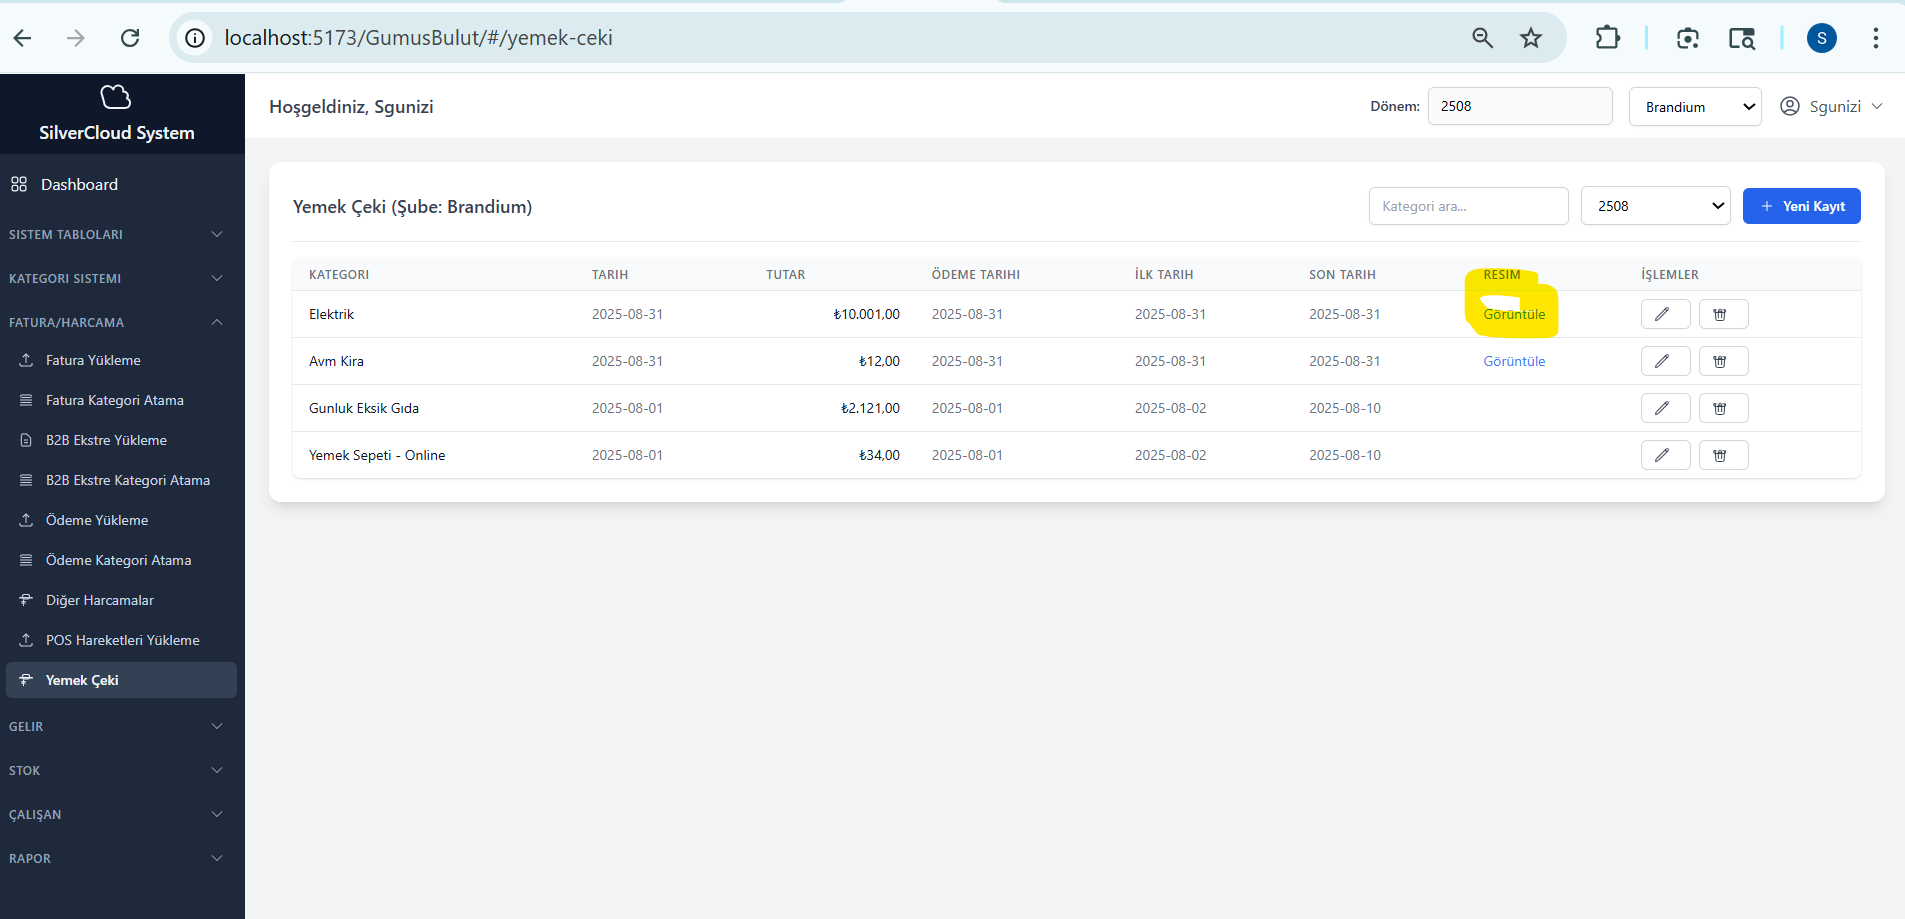 localhost:5173/GumusBulut/#/yemek-ceki
S
SilverCloud System
Hoşgeldiniz, Sgunizi
Dönem: 2508 Brandium Sgunizi
Dashboard
SISTEM TABLOLARI
KATEGORI SISTEMI
FATURA/HARCAMA
Fatura Yükleme
Fatura Kategori Atama
B2B Ekstre Yükleme
B2B Ekstre Kategori Atama
Ödeme Yükleme
Ödeme Kategori Atama
Diğer Harcamalar
POS Hareketleri Yükleme
Yemek Çeki
GELIR
STOK
ÇALIŞAN
RAPOR
Yemek Çeki (Şube: Brandium) Kategori ara... 2508 Yeni Kayıt
KATEGORI TARIH TUTAR ÖDEME TARIHI İLK TARIH SON TARIH RESIM İŞLEMLER
Elektrik 2025-08-31 ₺10.001,00 2025-08-31 2025-08-31 2025-08-31 Görüntüle
Avm Kira 2025-08-31 ₺12,00 2025-08-31 2025-08-31 2025-08-31 Görüntüle
Gunluk Eksik Gıda 2025-08-01 ₺2.121,00 2025-08-01 2025-08-02 2025-08-10
Yemek Sepeti - Online 2025-08-01 ₺34,00 2025-08-01 2025-08-02 2025-08-10